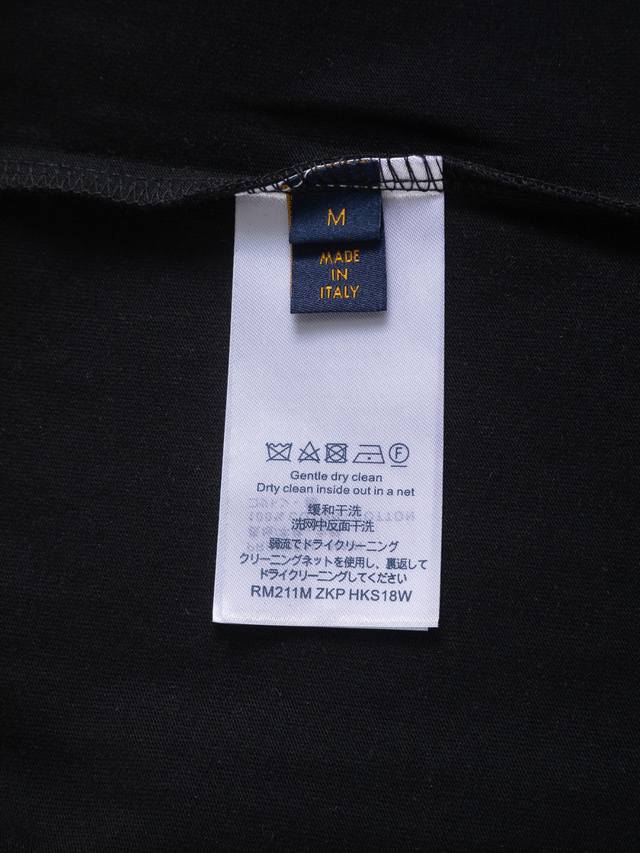 M
MADE
IN
ITALY
F
Gentle dry clean
Drty clean inside out in a net
缓和干洗
洗网中反面干洗
弱流でドライクリーニング
クリーニングネットを使用し、裏返して
ドライクリーニングしてください
RM211M ZKP HKS18W